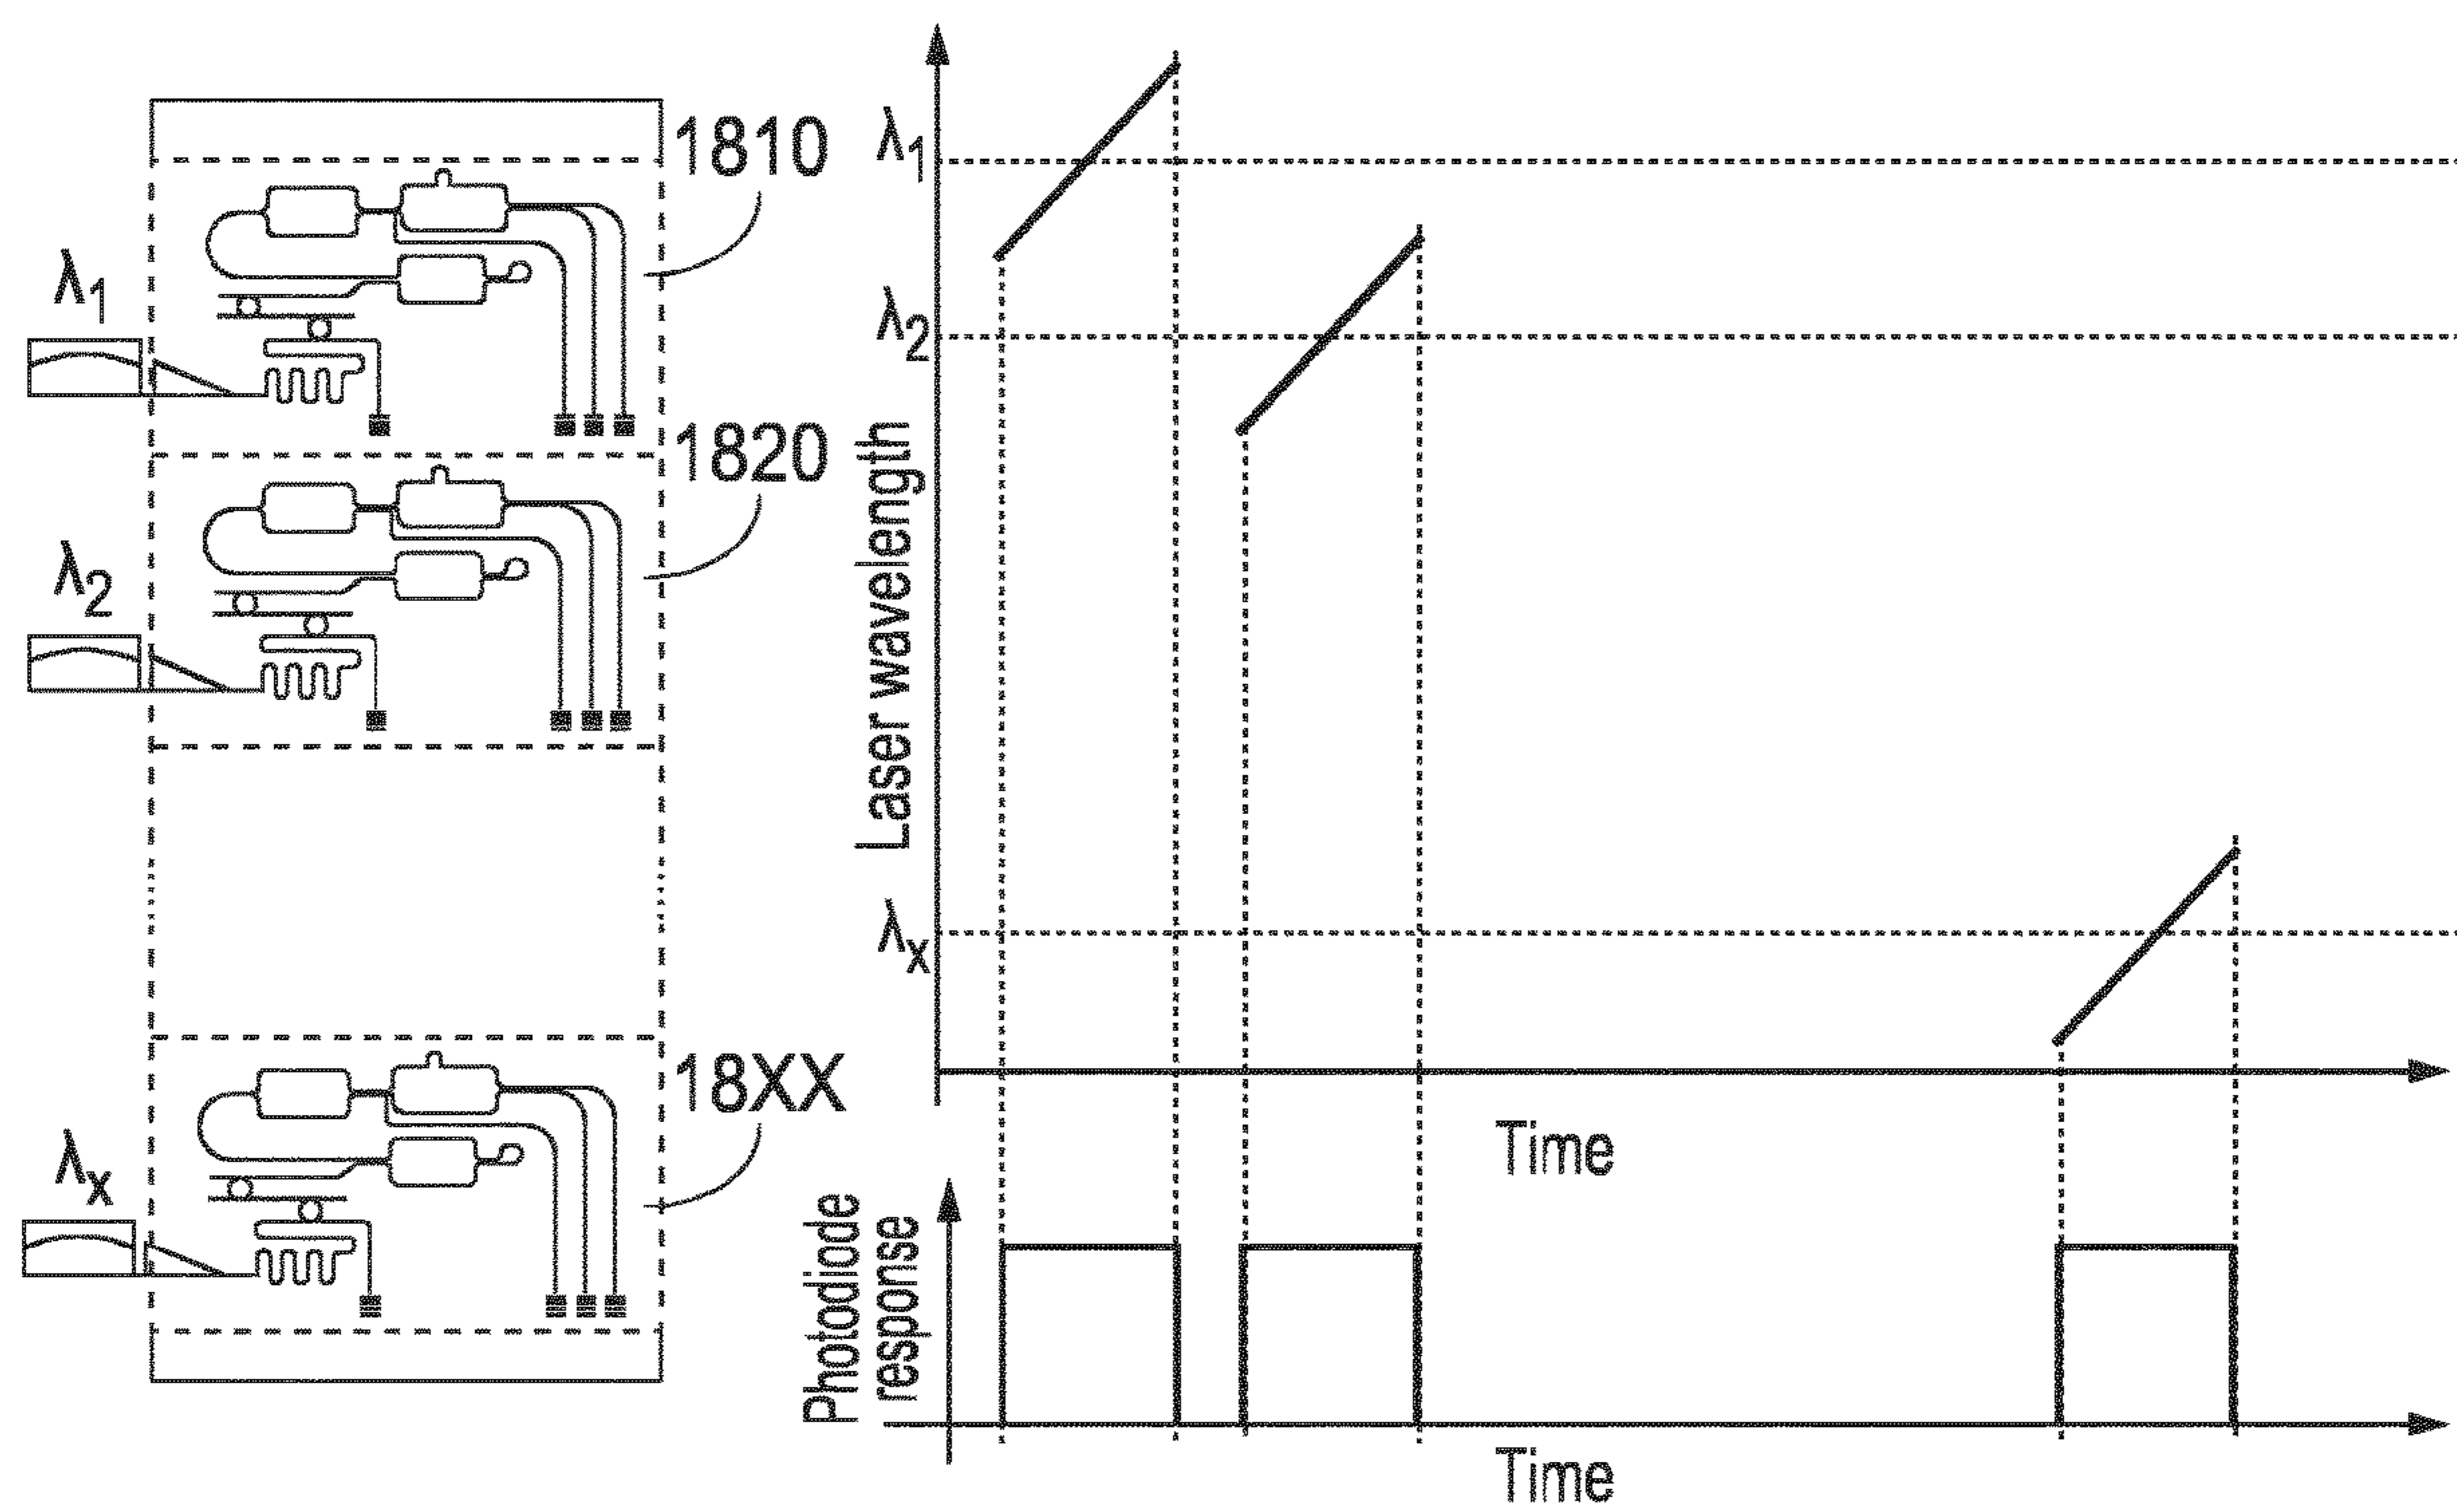 1810
λ1
1820
λ2
18XX
λx
λ1
λ2
Laser wavelength
λx
Time
Photodiode
response
Time